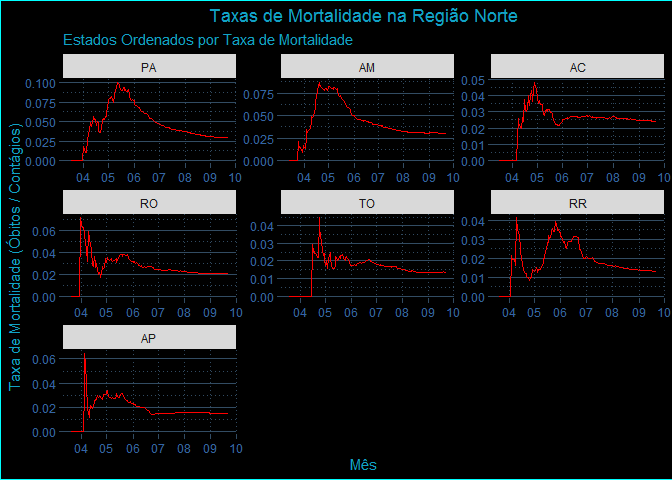 Taxas de Mortalidade na Região Norte
Estados Ordenados por Taxa de Mortalidade
Taxa de Mortalidade (Óbitos / Contágios)
PA
0.100
0.075
0.050
0.025
0.000
04 05 06 07 08 09 10
AM
0.075
0.050
0.025
0.000
04 05 06 07 08 09 10
AC
0.05
0.04
0.03
0.02
0.01
0.00
04 05 06 07 08 09 10
RO
0.06
0.04
0.02
0.00
04 05 06 07 08 09 10
TO
0.04
0.03
0.02
0.01
0.00
04 05 06 07 08 09 10
RR
0.04
0.03
0.02
0.01
0.00
04 05 06 07 08 09 10
AP
0.06
0.04
0.02
0.00
04 05 06 07 08 09 10
Mês